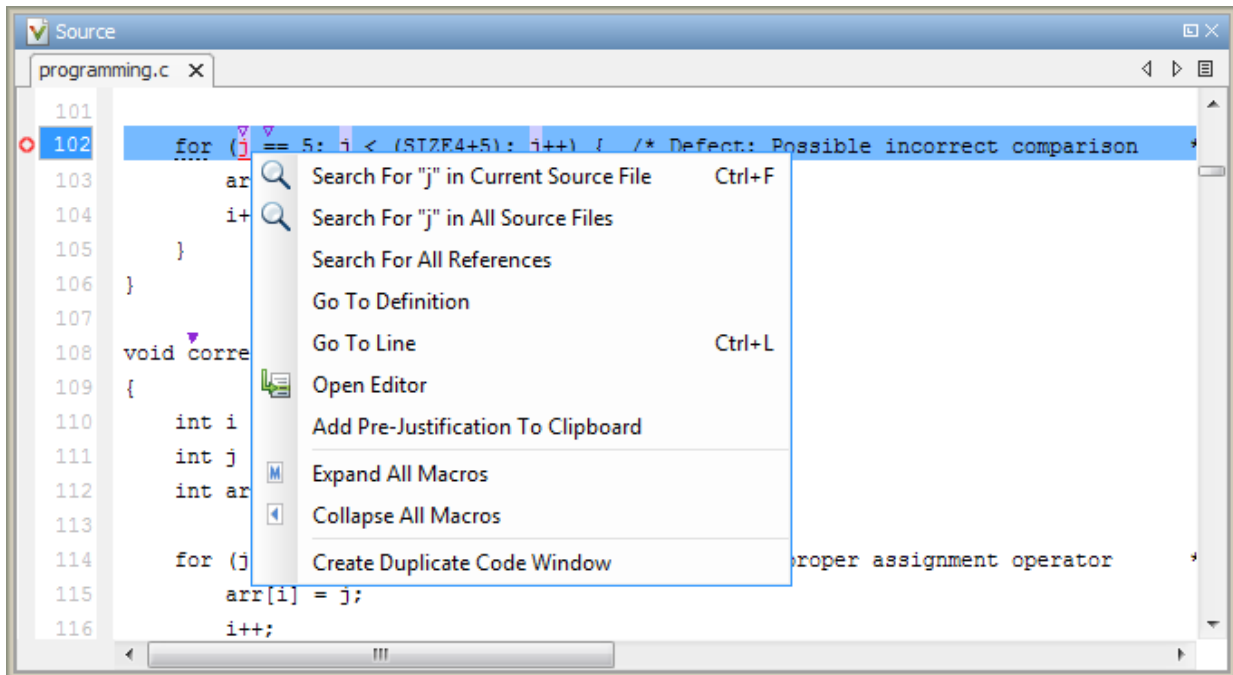 Source
programming.c
101
102 for (j == 5; j < (SIZE4+5); j++) { /* Defect: Possible incorrect comparison *
103 ar
104 i+
105 }
106 }
107
108 void corre
109 {
110 int i
111 int j
112 int ar
113
114 for (j proper assignment operator *
115 arr[i] = j;
116 i++;
Search For "j" in Current Source File Ctrl+F
Search For "j" in All Source Files
Search For All References
Go To Definition
Go To Line Ctrl+L
Open Editor
Add Pre-Justification To Clipboard
M Expand All Macros
Collapse All Macros
Create Duplicate Code Window